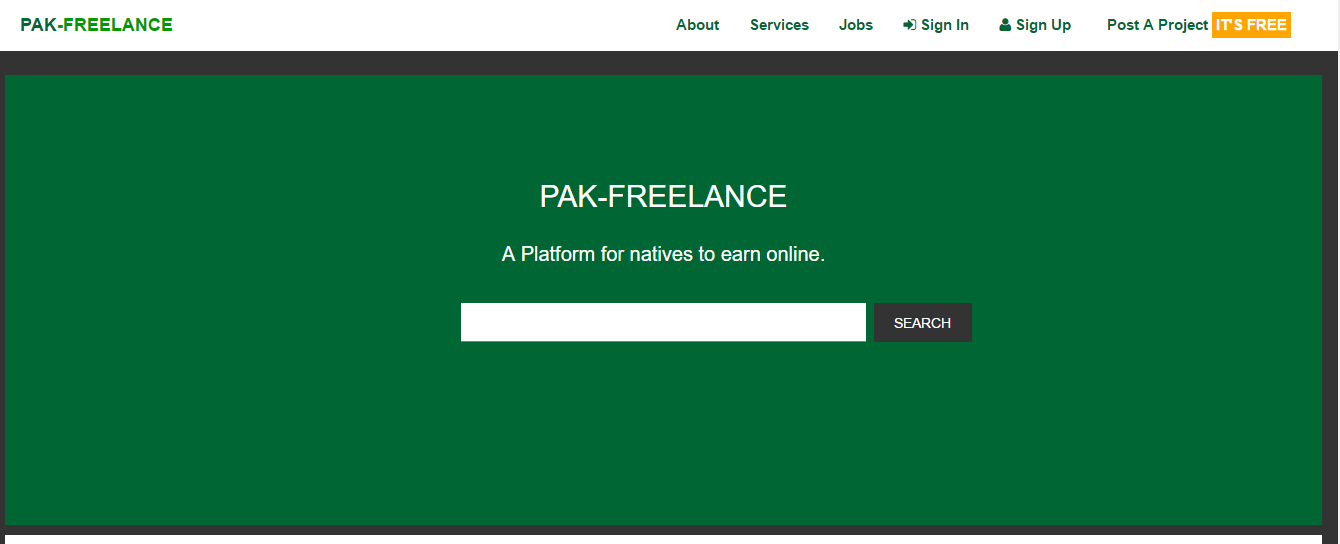 PAK-FREELANCE About Services Jobs Sign In Sign Up Post A Project IT'S FREE
PAK-FREELANCE
A Platform for natives to earn online.
SEARCH